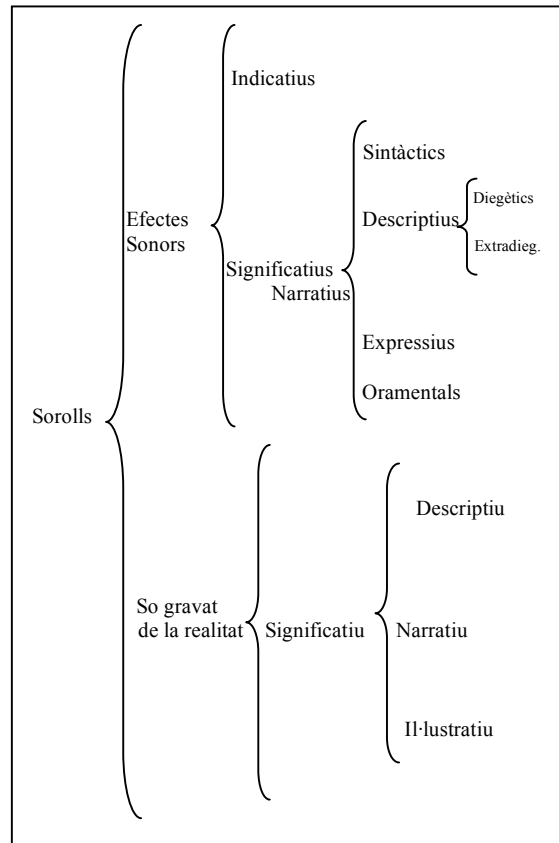 Indicatius
Sintàctics
Diegètics
Descriptius
Efectes
Sonors
Extradieg.
Significatius
Narratius
Expressius
Oramentals
Sorolls
Descriptiu
So gravat
de la realitat
Significatiu
Narratiu
Il·lustratiu